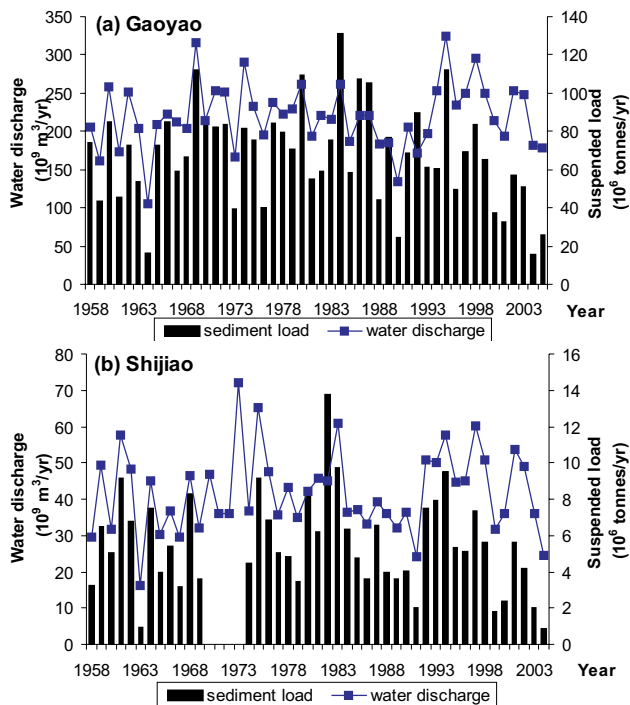 (a) Gaoyao
Water discharge
(10⁹ m³/yr)
350
300
250
200
150
100
50
0
140
120
100
80
60
40
20
0
Suspended load
(10⁶ tonnes/yr)
1958 1963 1968 1973 1978 1983 1988 1993 1998 2003 Year
sediment load water discharge
(b) Shijiao
Water discharge
(10⁹ m³/yr)
80
70
60
50
40
30
20
10
0
16
14
12
10
8
6
4
2
0
Suspended load
(10⁶ tonnes/yr)
1958 1963 1968 1973 1978 1983 1988 1993 1998 2003 Year
sediment load water discharge